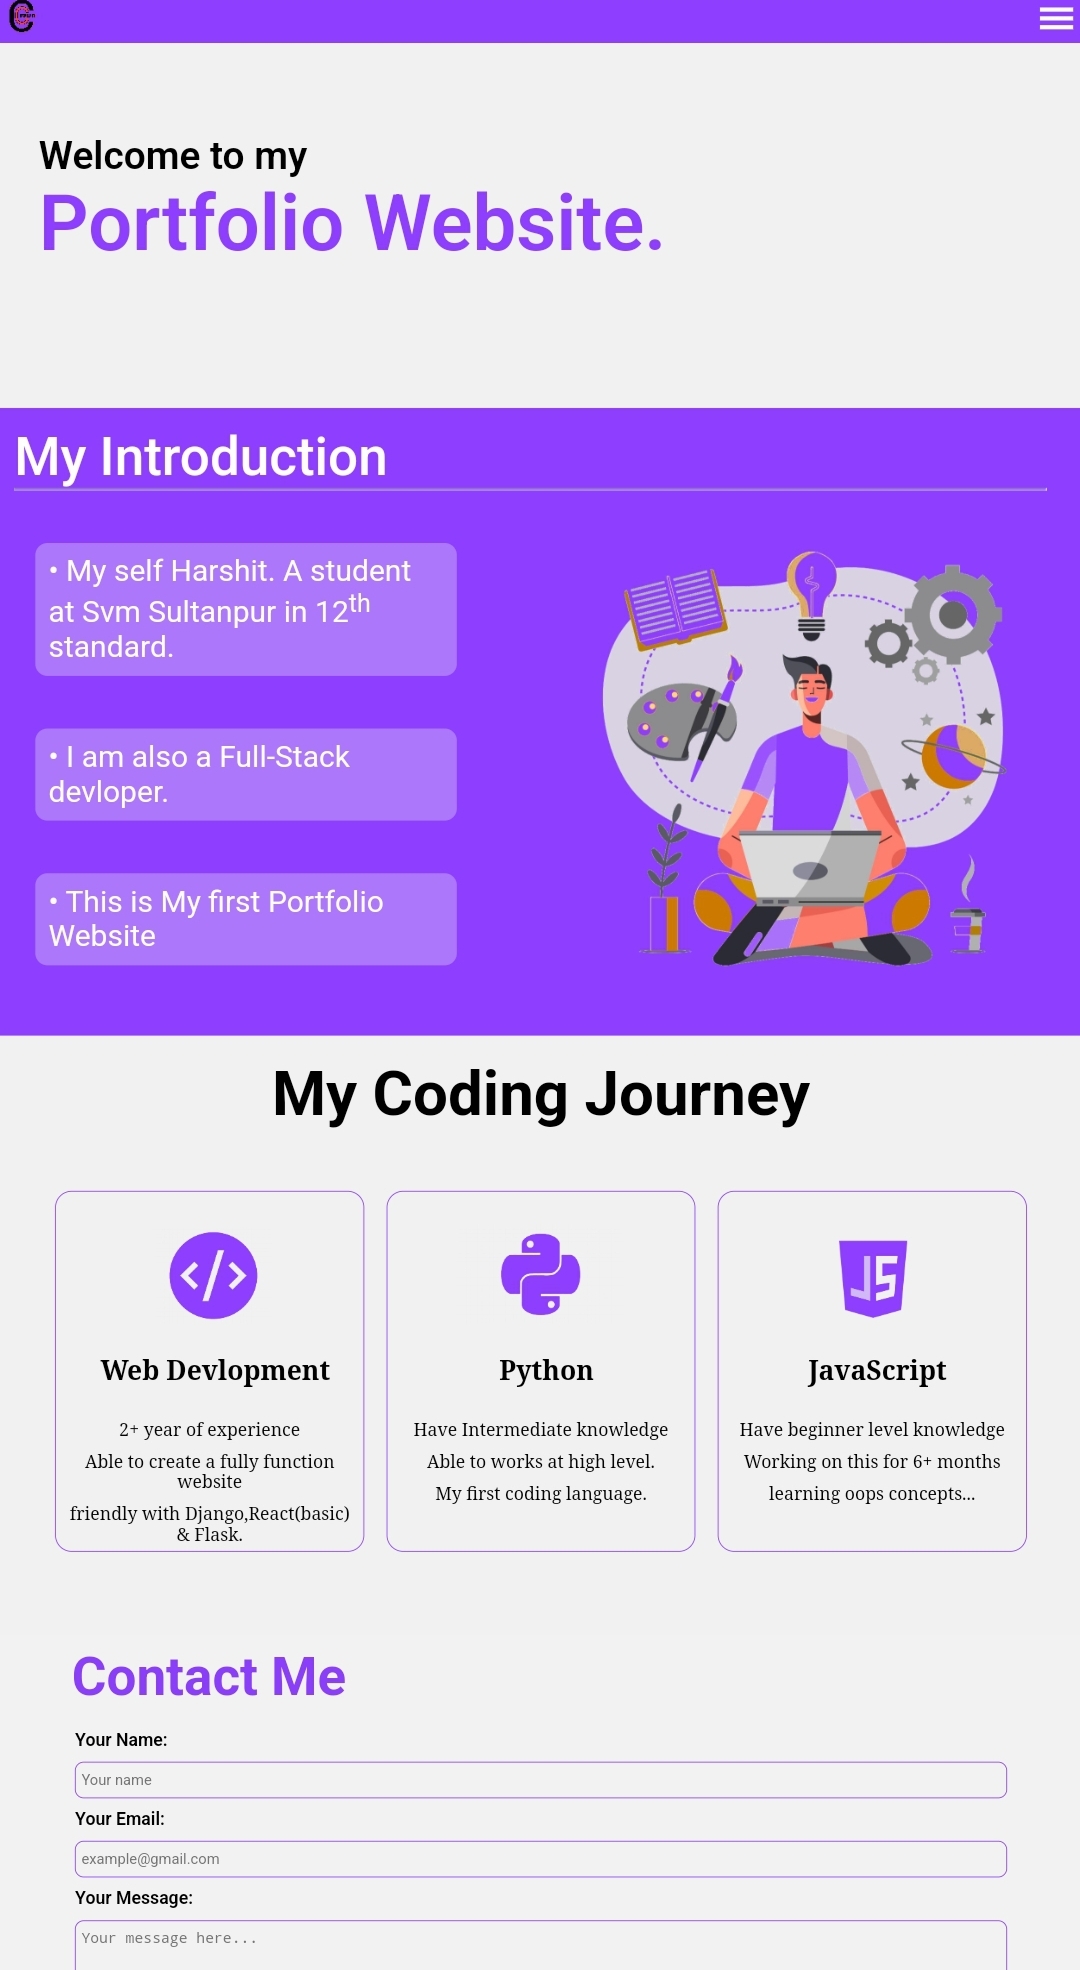 Welcome to my
Portfolio Website.
My Introduction
• My self Harshit. A student
at Svm Sultanpur in 12th
standard.
• I am also a Full-Stack
devloper.
• This is My first Portfolio
Website
My Coding Journey
Web Devlopment
2+ year of experience
Able to create a fully function
website
friendly with Django,React(basic)
& Flask.
Python
Have Intermediate knowledge
Able to works at high level.
My first coding language.
JS
JavaScript
Have beginner level knowledge
Working on this for 6+ months
learning oops concepts...
Contact Me
Your Name:
Your name
Your Email:
example@gmail.com
Your Message:
Your message here...